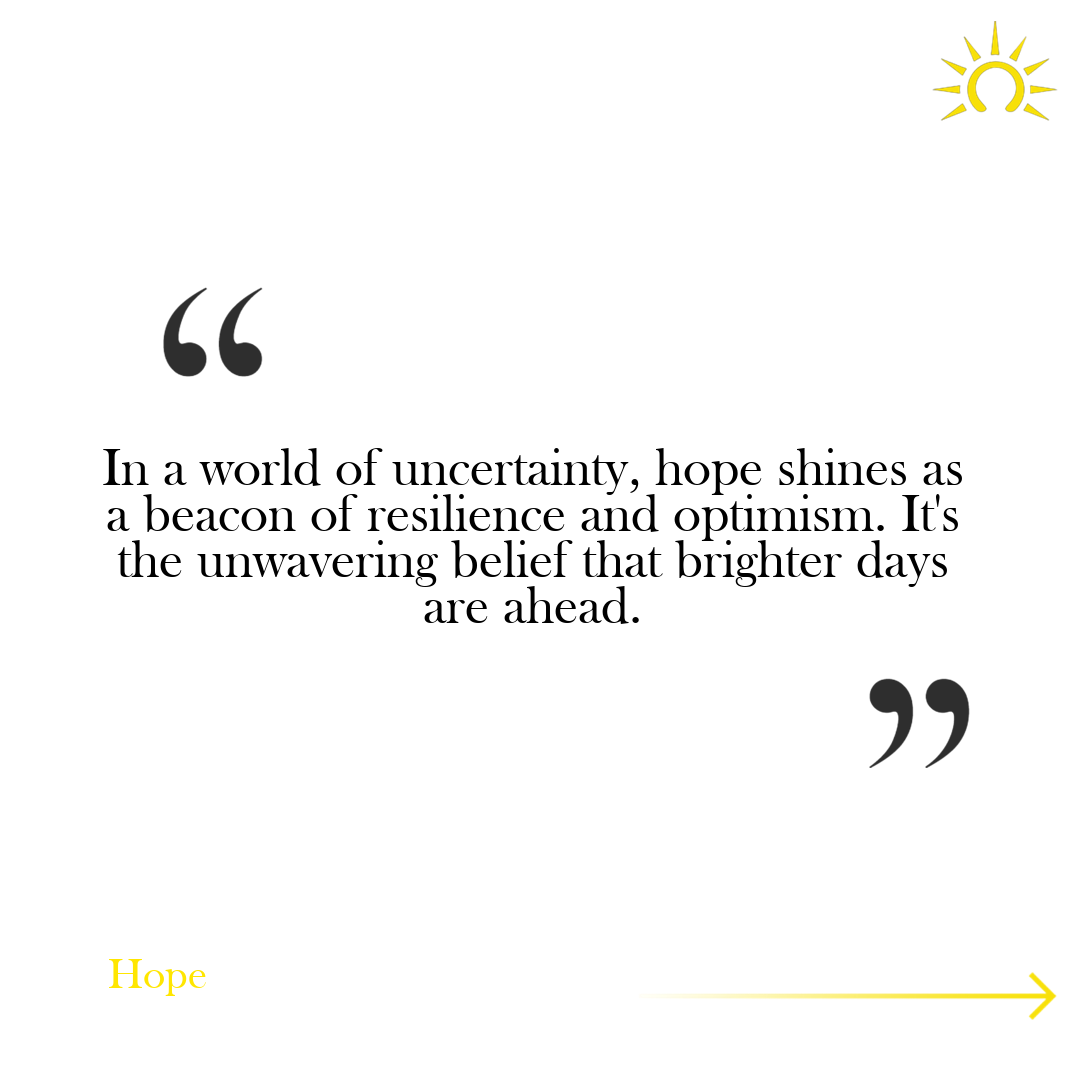 “
In a world of uncertainty, hope shines as
a beacon of resilience and optimism. It's
the unwavering belief that brighter days
are ahead.
”
Hope